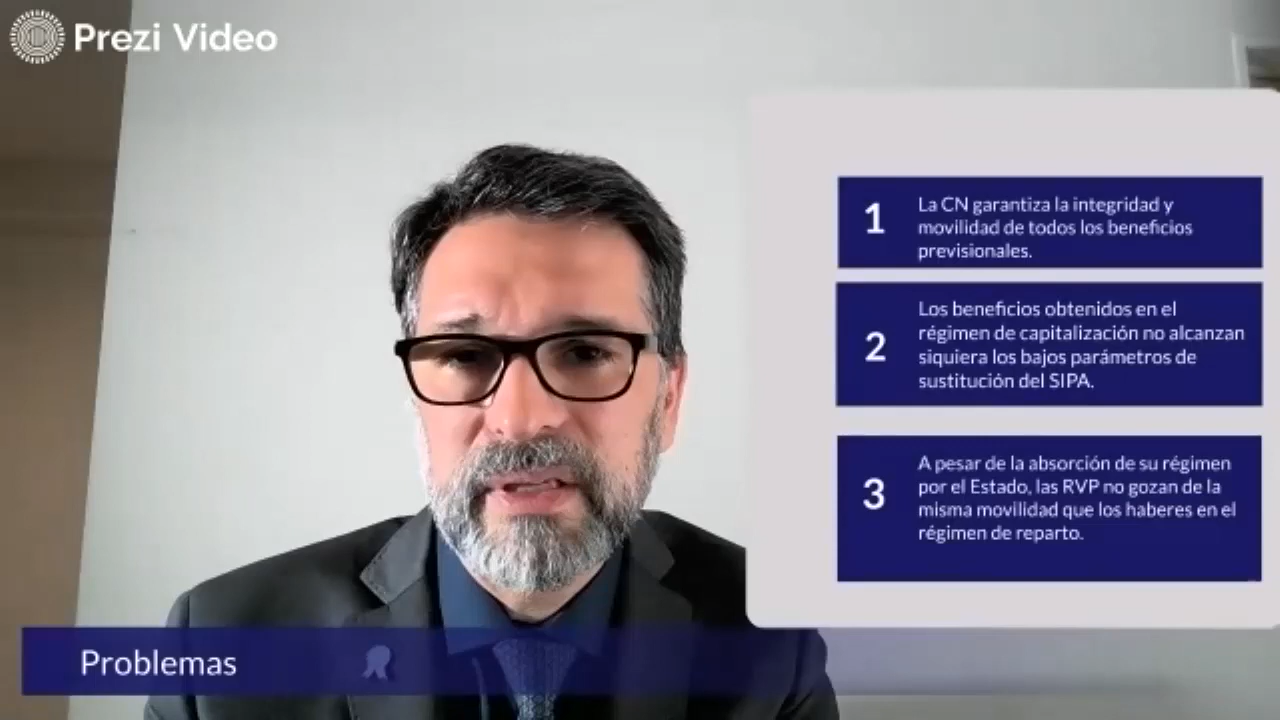 Prezi Video
1
La CN garantiza la integridad y
movilidad de todos los beneficios
previsionales.
2
Los beneficios obtenidos en el
régimen de capitalización no alcanzan
siquiera los bajos parámetros de
sustitución del SIPA.
3
A pesar de la absorción de su régimen
por el Estado, las RVP no gozan de la
misma movilidad que los haberes en el
régimen de reparto.
Problemas